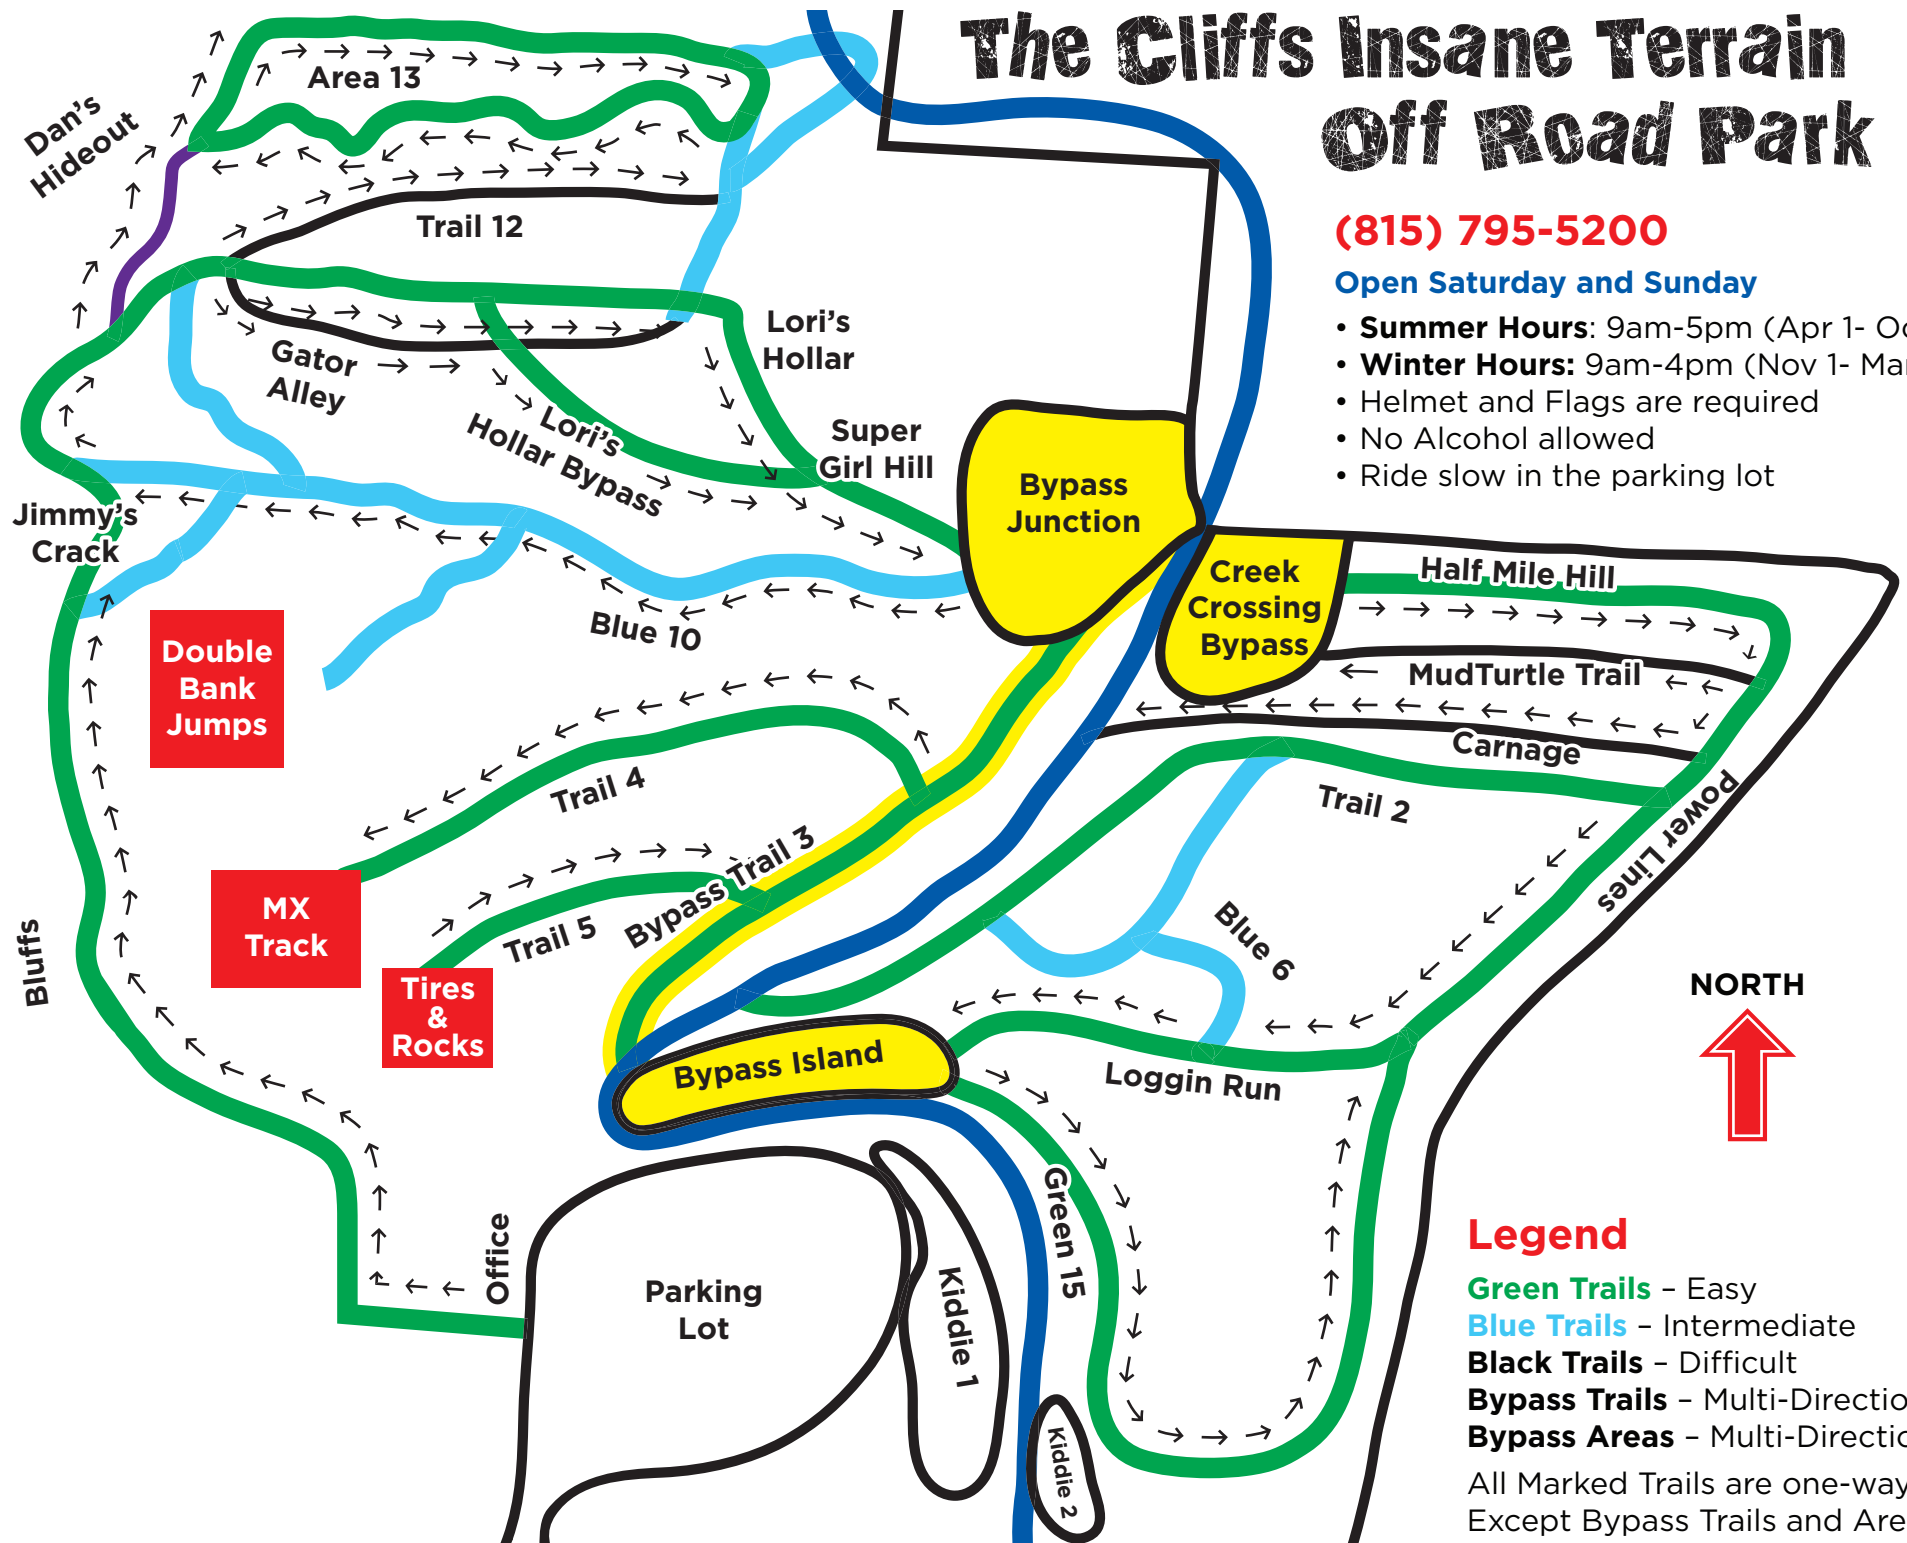 The Cliffs Insane Terrain
Off Road Park
(815) 795-5200
Open Saturday and Sunday
• Summer Hours: 9am-5pm (Apr 1- Oc
• Winter Hours: 9am-4pm (Nov 1- Mar
• Helmet and Flags are required
• No Alcohol allowed
• Ride slow in the parking lot
Dan's
Hideout
Area 13
Trail 12
Gator
Alley
Lori's
Hollar
Lori's
Hollar Bypass
Super
Girl Hill
Bypass
Junction
Jimmy's
Crack
Creek
Crossing
Bypass
Half Mile Hill
MudTurtle Trail
Carnage
Blue 10
Double
Bank
Jumps
Trail 4
Trail 2
Power Lines
Bypass Trail 3
MX
Track
Trail 5
Blue 6
Bluffs
Tires
&
Rocks
NORTH
Bypass Island
Loggin Run
Green 15
Office
Parking
Lot
Kiddie 1
Kiddie 2
Legend
Green Trails – Easy
Blue Trails – Intermediate
Black Trails – Difficult
Bypass Trails – Multi-Directio
Bypass Areas – Multi-Directio
All Marked Trails are one-way
Except Bypass Trails and Are